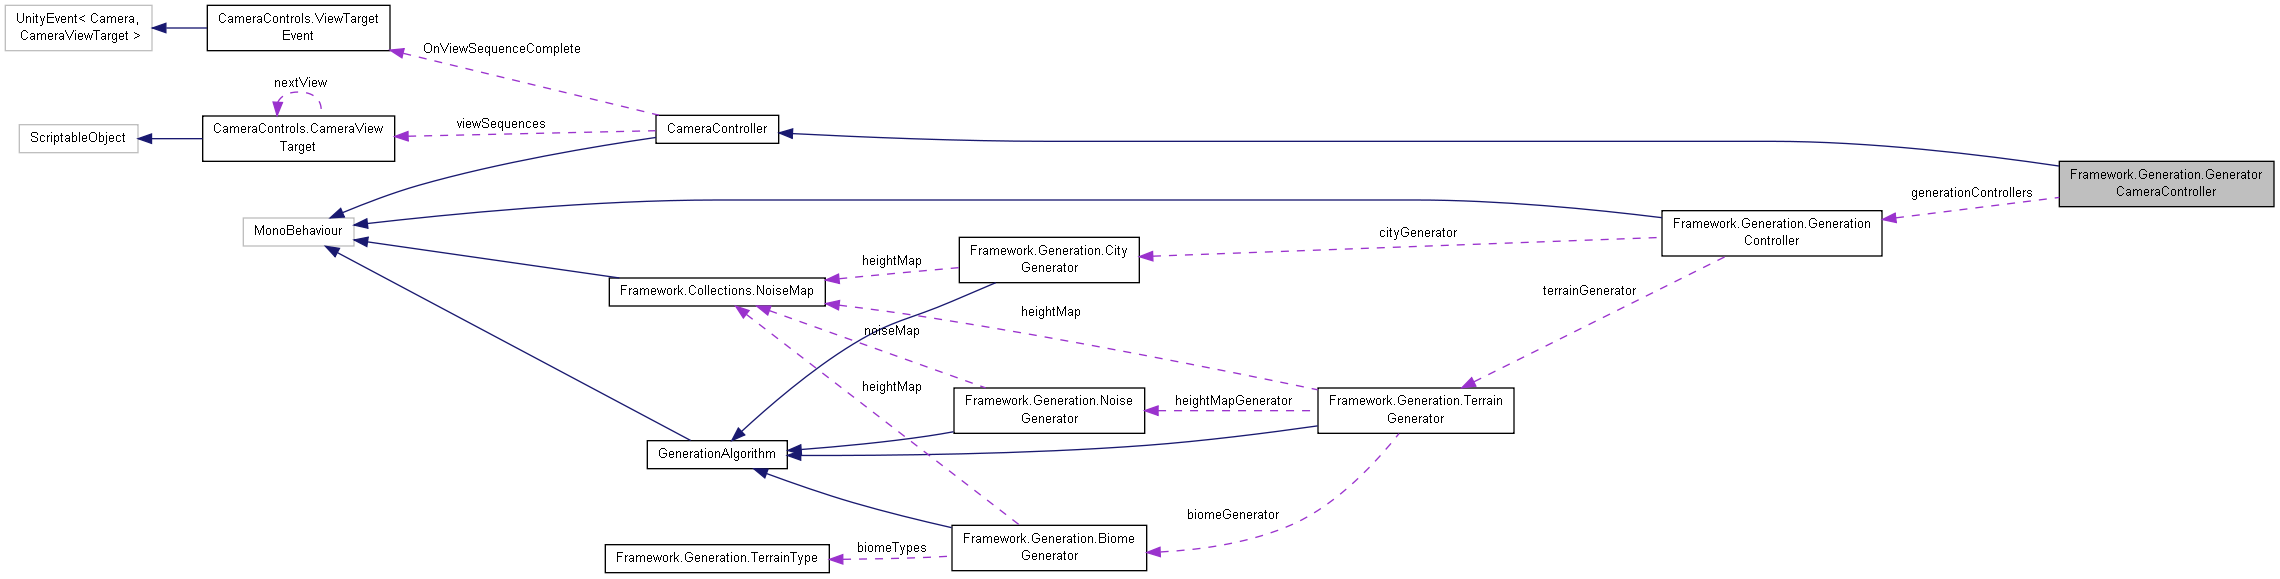 UnityEvent< Camera,
CameraViewTarget >
CameraControls.ViewTarget
Event
OnViewSequenceComplete
nextView
ScriptableObject
CameraControls.CameraView
Target
viewSequences
CameraController
Framework.Generation.Generator
CameraController
generationControllers
MonoBehaviour
Framework.Generation.Generation
Controller
cityGenerator
Framework.Generation.City
Generator
heightMap
Framework.Collections.NoiseMap
terrainGenerator
heightMap
noiseMap
heightMap
Framework.Generation.Noise
Generator
heightMapGenerator
Framework.Generation.Terrain
Generator
GenerationAlgorithm
biomeGenerator
Framework.Generation.Biome
Generator
biomeTypes
Framework.Generation.TerrainType